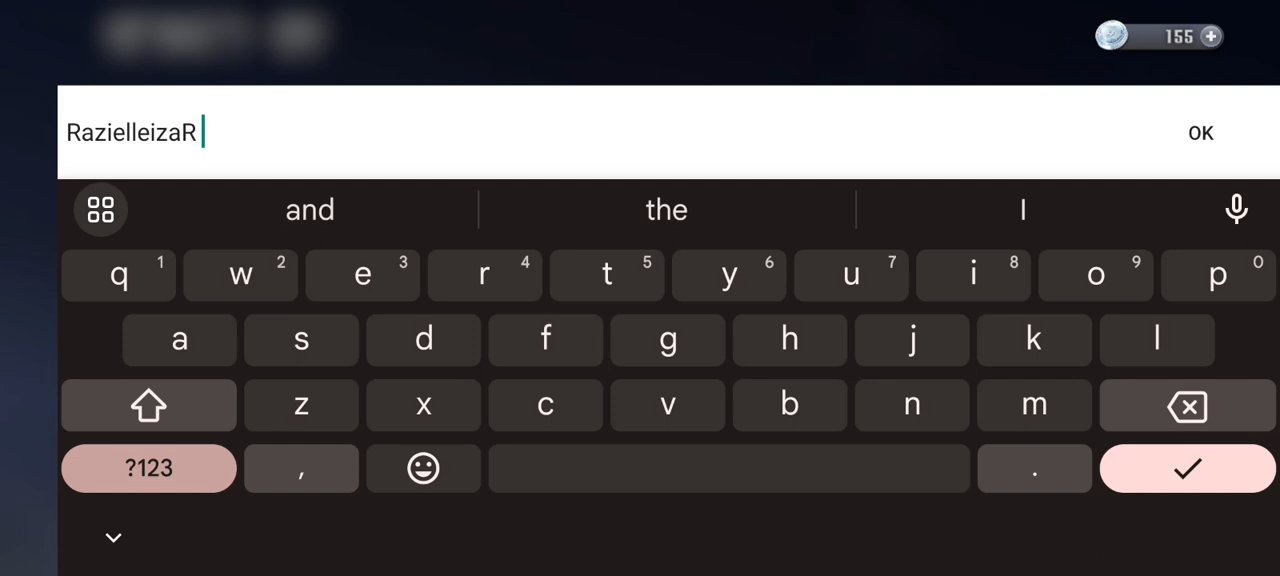 155
RazielleizaR
OK
and the I
q 1 w 2 e 3 r 4 t 5 y 6 u 7 i 8 o 9 p 0
a s d f g h j k l
z x c v b n m
?123 , .